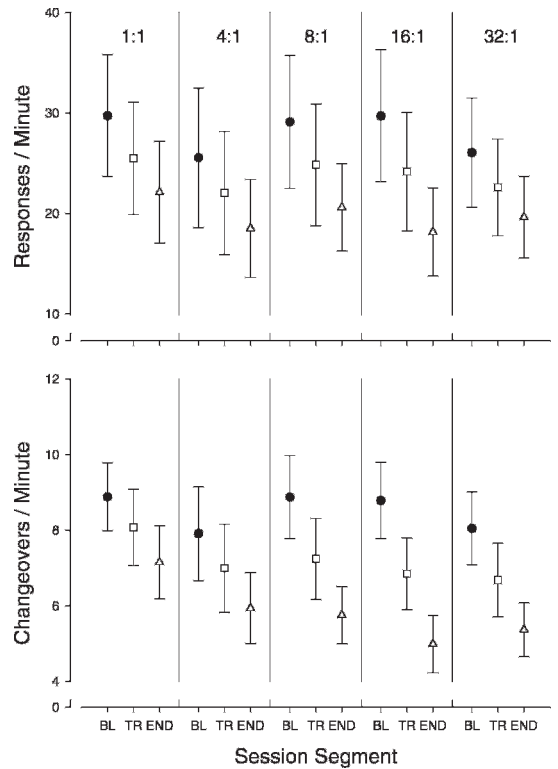 1:1 4:1 8:1 16:1 32:1
Responses / Minute
40
30
20
10
0
Changeovers / Minute
12
10
8
6
4
0
BL TR END BL TR END BL TR END BL TR END BL TR END
Session Segment